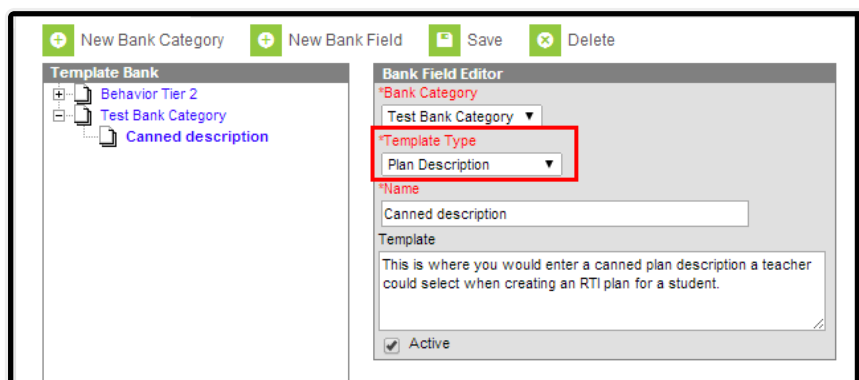 New Bank Category New Bank Field Save Delete
Template Bank
Behavior Tier 2
Test Bank Category
Canned description
Bank Field Editor
*Bank Category
Test Bank Category
*Template Type
Plan Description
*Name
Canned description
Template
This is where you would enter a canned plan description a teacher
could select when creating an RTI plan for a student.
Active